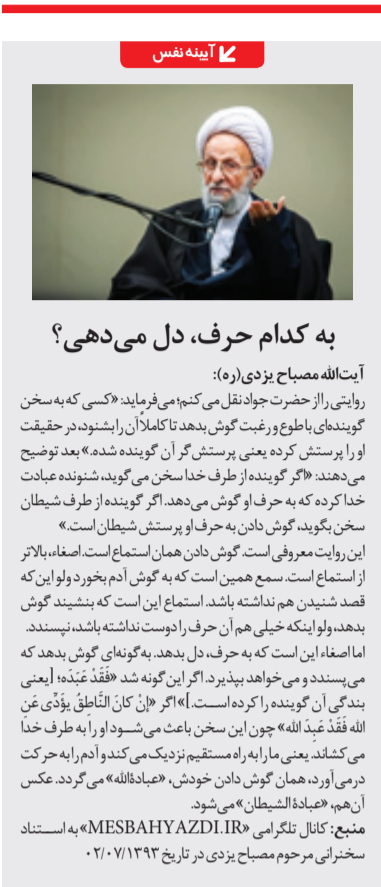 آیینه نفس
به کدام حرف، دل می‌دهی؟
آیت‌الله مصباح یزدی(ره):
روایتی را از حضرت جواد نقل می‌کنم؛ می‌فرماید: «کسی که به سخن
گوینده‌ای با طوع و رغبت گوش بدهد تا کاملاً آن را بشنود، در حقیقت
او را پرستش کرده یعنی پرستش‌گر آن گوینده شده.» بعد توضیح
می‌دهند: «اگر گوینده از طرف خدا سخن می‌گوید، شنونده عبادت
خدا کرده که به حرف او گوش می‌دهد. اگر گوینده از طرف شیطان
سخن بگوید، گوش دادن به حرف او پرستش شیطان است.»
این روایت معروفی است. گوش دادن همان استماع است. اصغاء، بالاتر
از استماع است. سمع همین است که به گوش آدم بخورد ولو این که
قصد شنیدن هم نداشته باشد. استماع این است که بنشیند گوش
بدهد، ولو اینکه خیلی هم آن حرف را دوست نداشته باشد، نپسندد.
اما اصغاء این است که به حرف، دل بدهد. به گونه‌ای گوش بدهد که
می‌پسندد و می‌خواهد بپذیرد. اگر این گونه شد «فَقَدْ عَبَدَه؛ [یعنی
بندگی آن گوینده را کرده اســت.]» اگر «إنْ کانَ النَّاطِقُ یؤَدِّی عَنِ
الله فَقَدْ عَبدَ الله» چون این سخن باعث می‌شــود او را به طرف خدا
می‌کشاند. یعنی ما را به راه مستقیم نزدیک می‌کند و آدم را به حرکت
درمی‌آورد، همان گوش دادن خودش، «عبادةالله» می‌گردد. عکس
آن هم، «عبادة الشیطان» می‌شود.
منبع: کانال تلگرامی «MESBAHYAZDI.IR» به اســتناد
سخنرانی مرحوم مصباح یزدی در تاریخ ۰۲/۰۷/۱۳۹۳